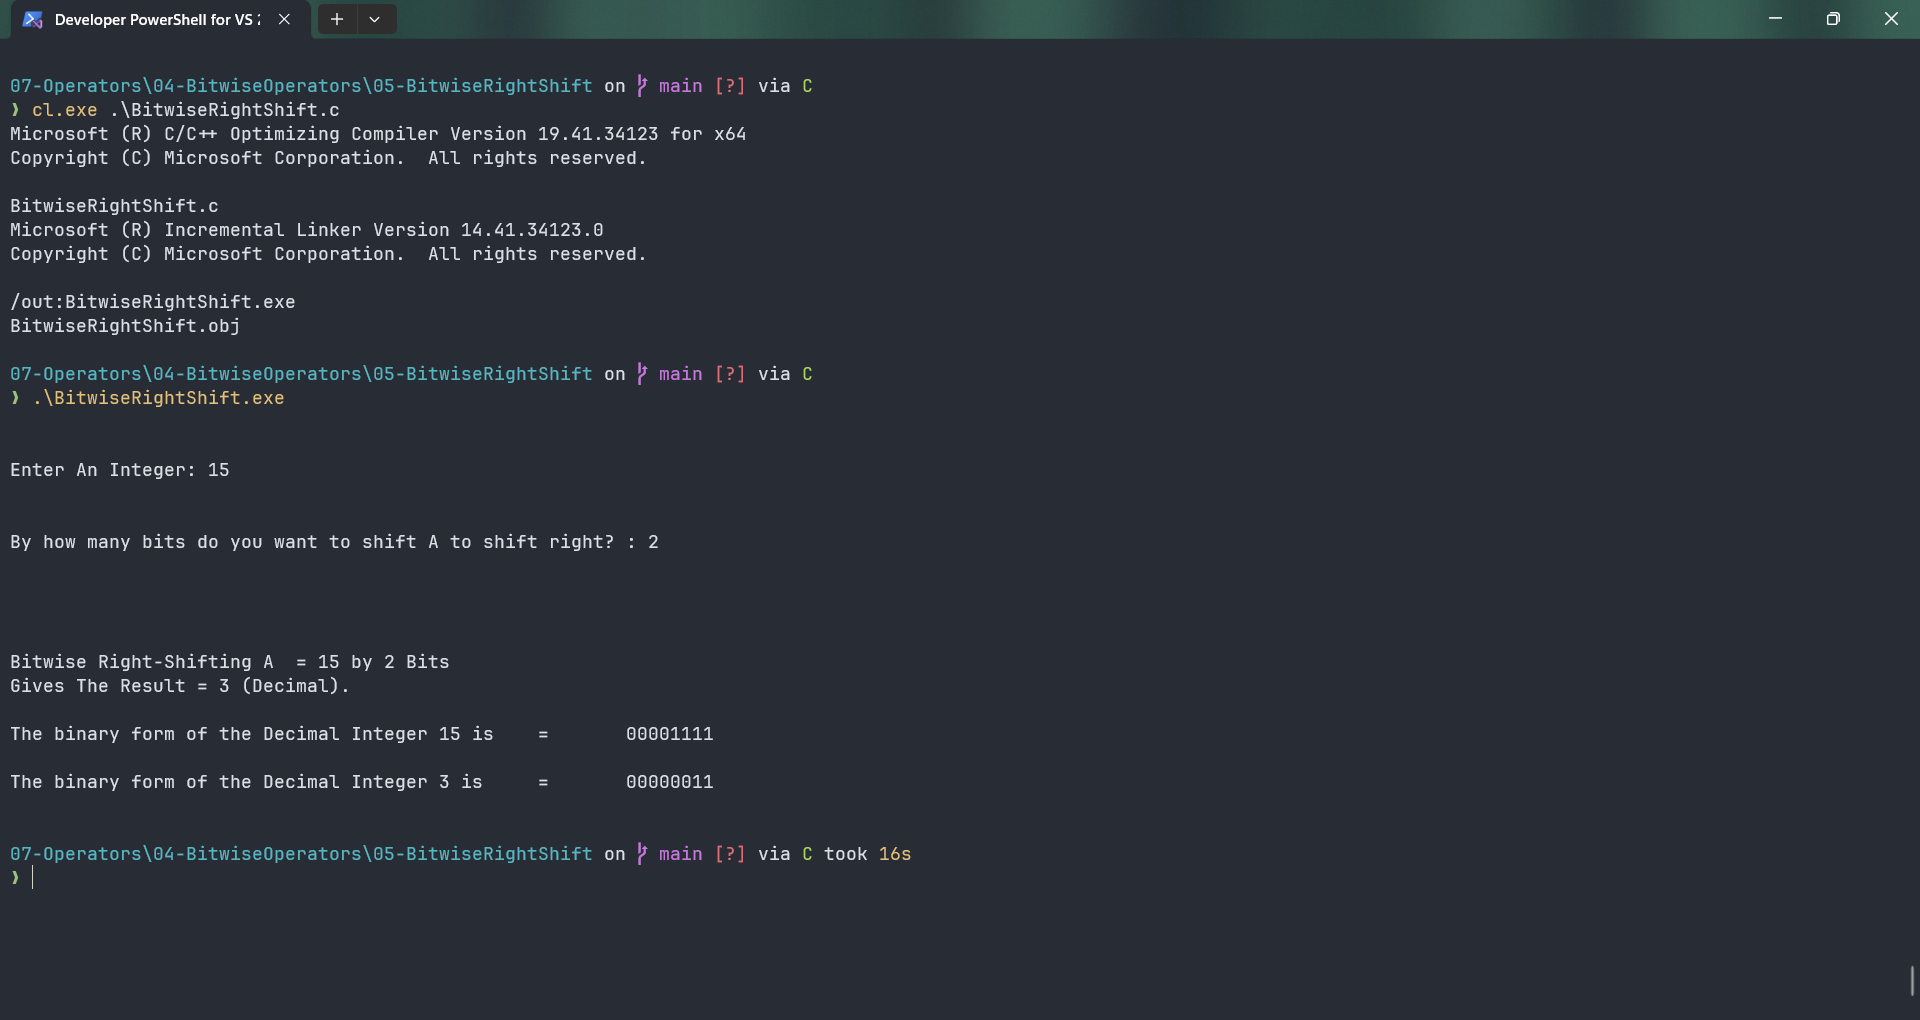 Developer PowerShell for VS 2
07-Operators\04-BitwiseOperators\05-BitwiseRightShift on main [?] via C
❯ cl.exe .\BitwiseRightShift.c
Microsoft (R) C/C++ Optimizing Compiler Version 19.41.34123 for x64
Copyright (C) Microsoft Corporation.  All rights reserved.
BitwiseRightShift.c
Microsoft (R) Incremental Linker Version 14.41.34123.0
Copyright (C) Microsoft Corporation.  All rights reserved.
/out:BitwiseRightShift.exe
BitwiseRightShift.obj
07-Operators\04-BitwiseOperators\05-BitwiseRightShift on main [?] via C
❯ .\BitwiseRightShift.exe
Enter An Integer: 15
By how many bits do you want to shift A to shift right? : 2
Bitwise Right-Shifting A  = 15 by 2 Bits
Gives The Result = 3 (Decimal).
The binary form of the Decimal Integer 15 is    =       00001111
The binary form of the Decimal Integer 3 is     =       00000011
07-Operators\04-BitwiseOperators\05-BitwiseRightShift on main [?] via C took 16s
❯